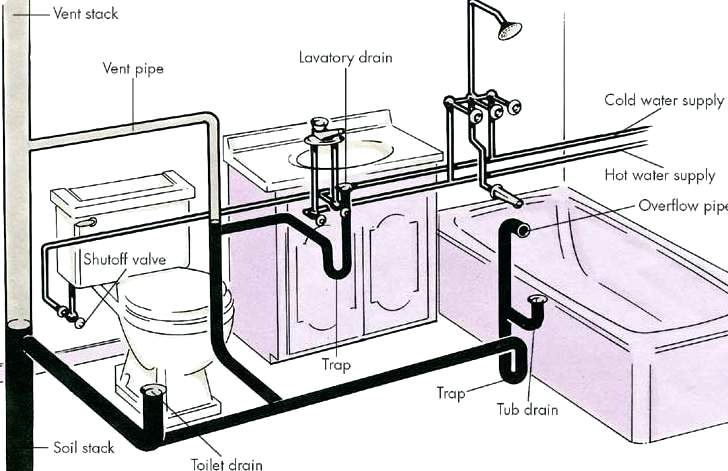 Vent stack
Vent pipe
Lavatory drain
Cold water supply
Hot water supply
Overflow pipe
Shutoff valve
Trap
Trap
Tub drain
Soil stack
Toilet drain